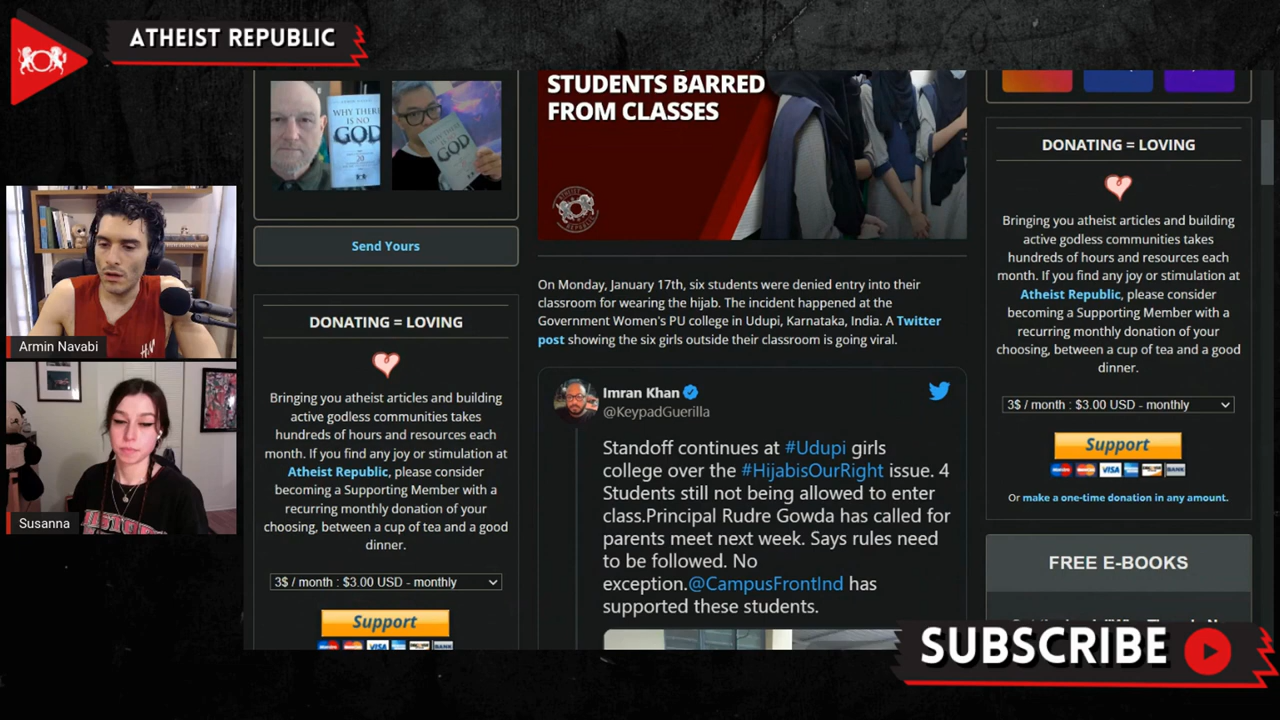 ATHEIST REPUBLIC
Armin Navabi
Susanna
WHY THERE
IS NO
GOD
GOD
Send Yours
DONATING = LOVING
Bringing you atheist articles and building
active godless communities takes
hundreds of hours and resources each
month. If you find any joy or stimulation at
Atheist Republic, please consider
becoming a Supporting Member with a
recurring monthly donation of your
choosing, between a cup of tea and a good
dinner.
3$ / month : $3.00 USD - monthly
Support
VISA
BANK
STUDENTS BARRED
FROM CLASSES
On Monday, January 17th, six students were denied entry into their
classroom for wearing the hijab. The incident happened at the
Government Women's PU college in Udupi, Karnataka, India. A Twitter
post showing the six girls outside their classroom is going viral.
Imran Khan
@KeypadGuerilla
Standoff continues at #Udupi girls
college over the #HijabisOurRight issue. 4
Students still not being allowed to enter
class.Principal Rudre Gowda has called for
parents meet next week. Says rules need
to be followed. No
exception.@CampusFrontInd has
supported these students.
DONATING = LOVING
Bringing you atheist articles and building
active godless communities takes
hundreds of hours and resources each
month. If you find any joy or stimulation at
Atheist Republic, please consider
becoming a Supporting Member with a
recurring monthly donation of your
choosing, between a cup of tea and a good
dinner.
3$ / month : $3.00 USD - monthly
Support
VISA
BANK
Or make a one-time donation in any amount.
FREE E-BOOKS
SUBSCRIBE